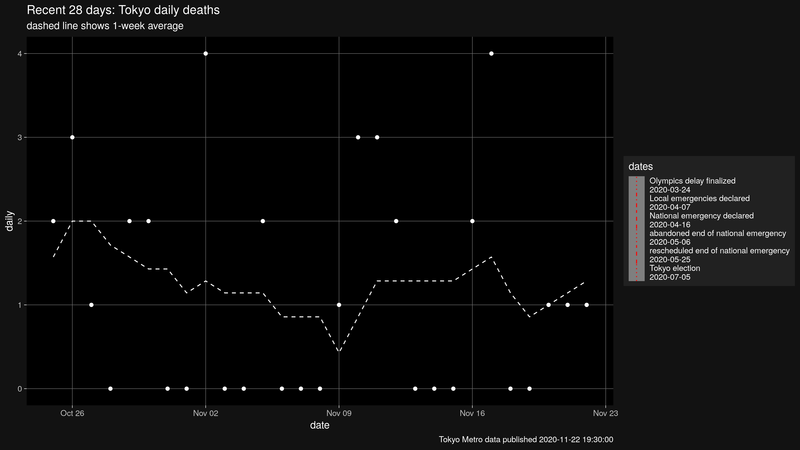 Recent 28 days: Tokyo daily deaths
dashed line shows 1-week average
4
3
2
1
0
daily
Oct 26
Nov 02
Nov 09
Nov 16
Nov 23
date
Tokyo Metro data published 2020-11-22 19:30:00
dates
Olympics delay finalized
2020-03-24
Local emergencies declared
2020-04-07
National emergency declared
2020-04-16
abandoned end of national emergency
2020-05-06
rescheduled end of national emergency
2020-05-25
Tokyo election
2020-07-05